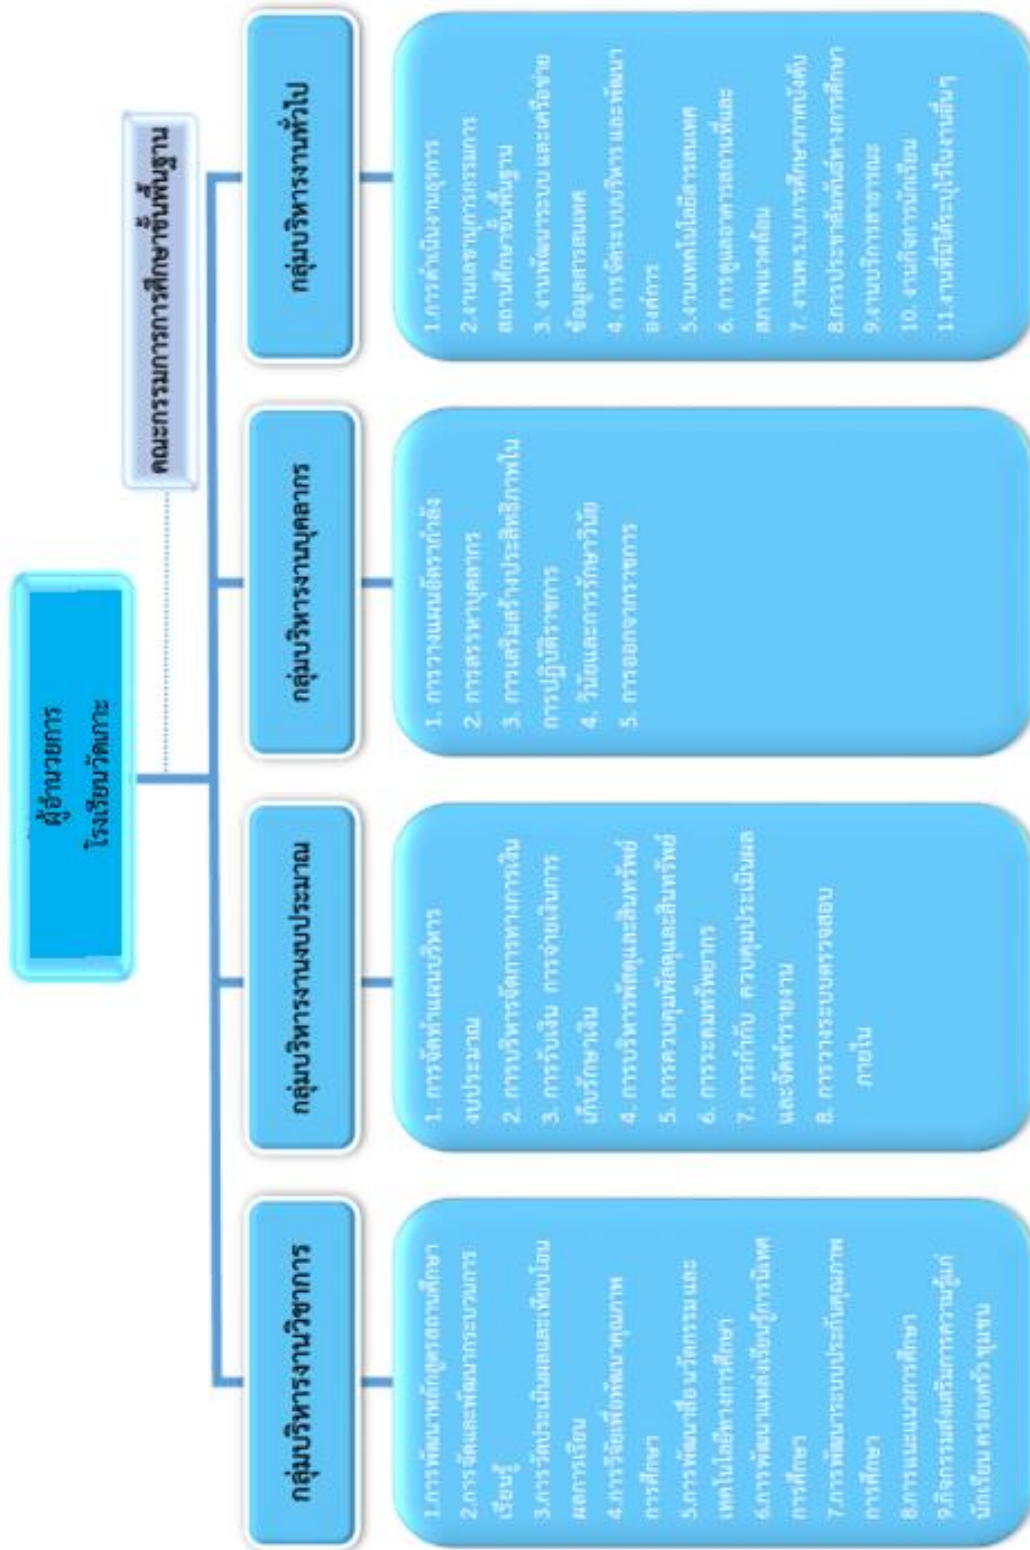 ผู้อำนวยการ
โรงเรียนวัดเกาะ
คณะกรรมการการศึกษาขั้นพื้นฐาน
กลุ่มบริหารงานวิชาการ
1.การพัฒนาหลักสูตรสถานศึกษา
2.การจัดและพัฒนากระบวนการ
เรียนรู้
3.การวัดประเมินผลและเทียบโอน
ผลการเรียน
4.การวิจัยเพื่อพัฒนาคุณภาพ
การศึกษา
5.การพัฒนาสื่อนวัตกรรมและ
เทคโนโลยีทางการศึกษา
6.การพัฒนาแหล่งเรียนรู้การนิเทศ
การศึกษา
7.การพัฒนาระบบประกันคุณภาพ
การศึกษา
8.การแนะแนวการศึกษา
9.กิจกรรมส่งเสริมการความรู้แก่
นักเรียนครอบครัว ชุมชน
กลุ่มบริหารงานงบประมาณ
1. การจัดทำแผนบริหาร
งบประมาณ
2. การบริหารจัดการทางการเงิน
3. การรับเงิน การจ่ายเงินการ
เก็บรักษาเงิน
4. การบริหารพัสดุและสินทรัพย์
5. การควบคุมพัสดุและสินทรัพย์
6. การระดมทรัพยากร
7. การกำกับ ควบคุมประเมินผล
และจัดทำรายงาน
8. การวางระบบตรวจสอบ
ภายใน
กลุ่มบริหารงานบุคลากร
1. การวางแผนอัตรากำลัง
2. การสรรหาบุคลากร
3. การเสริมสร้างประสิทธิภาพใน
การปฏิบัติราชการ
4. วินัยและการรักษาวินัย
5. การออกจากราชการ
กลุ่มบริหารงานทั่วไป
1.การดำเนินงานธุรการ
2.งานเลขานุการกรรมการ
สถานศึกษาขั้นพื้นฐาน
3. งานพัฒนาระบบและเครือข่าย
ข้อมูลสารสนเทศ
4. การจัดระบบบริหาร และพัฒนา
องค์การ
5.งานเทคโนโลยีสารสนเทศ
6. การดูแลอาคารสถานที่และ
สภาพแวดล้อม
7. งานพ.ร.บ.การศึกษาภาคบังคับ
8.การประชาสัมพันธ์ทางการศึกษา
9.งานบริการสาธารณะ
10. งานกิจการนักเรียน
11.งานที่มิได้ระบุไว้ในงานอื่นๆ